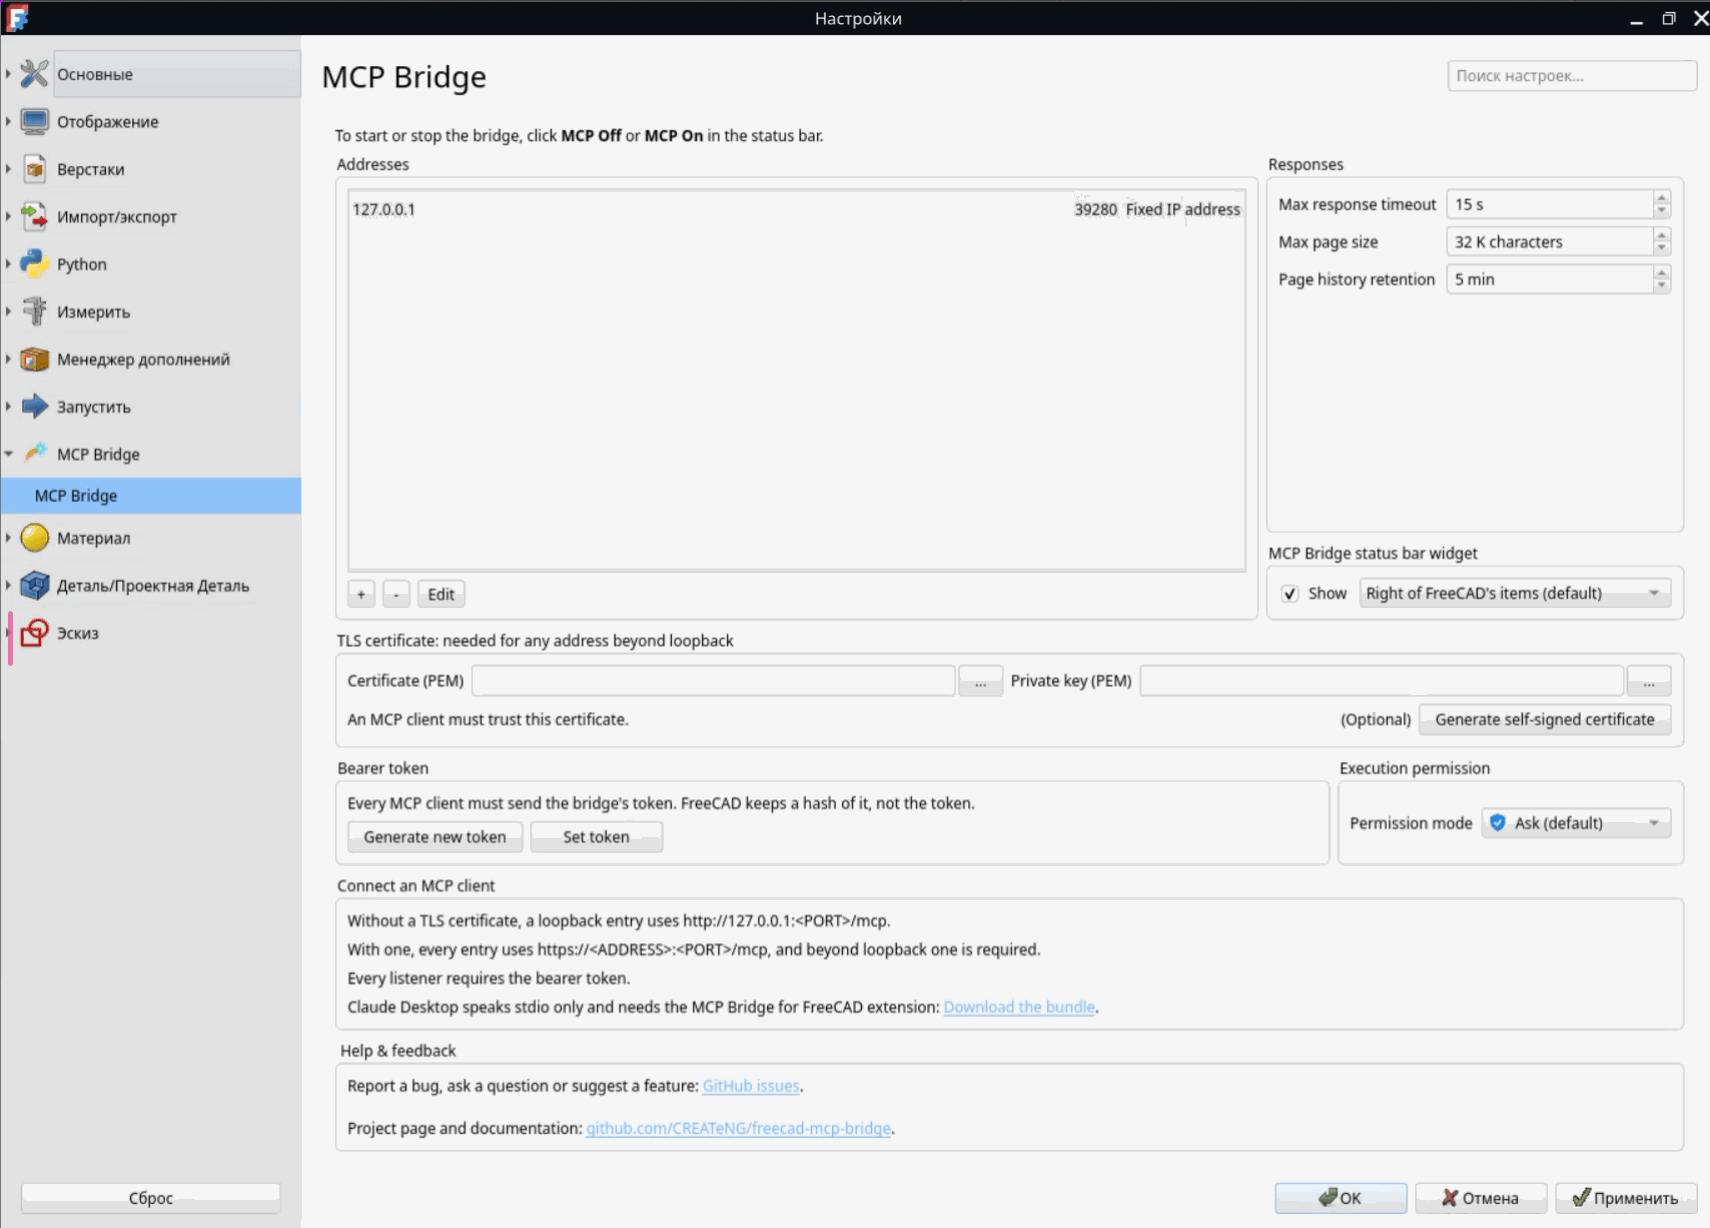 Настройки
Основные
Отображение
Верстаки
Импорт/экспорт
Python
Измерить
Менеджер дополнений
Запустить
MCP Bridge
MCP Bridge
Материал
Деталь/Проектная Деталь
Эскиз
Сброс
MCP Bridge
Поиск настроек...
To start or stop the bridge, click MCP Off or MCP On in the status bar.
Addresses
127.0.0.1 39280 Fixed IP address
+ - Edit
Responses
Max response timeout 15 s
Max page size 32 K characters
Page history retention 5 min
MCP Bridge status bar widget
Show Right of FreeCAD's items (default)
TLS certificate: needed for any address beyond loopback
Certificate (PEM) ... Private key (PEM) ...
An MCP client must trust this certificate. (Optional) Generate self-signed certificate
Bearer token
Every MCP client must send the bridge's token. FreeCAD keeps a hash of it, not the token.
Generate new token Set token
Execution permission
Permission mode Ask (default)
Connect an MCP client
Without a TLS certificate, a loopback entry uses http://127.0.0.1:<PORT>/mcp.
With one, every entry uses https://<ADDRESS>:<PORT>/mcp, and beyond loopback one is required.
Every listener requires the bearer token.
Claude Desktop speaks stdio only and needs the MCP Bridge for FreeCAD extension: Download the bundle.
Help & feedback
Report a bug, ask a question or suggest a feature: GitHub issues.
Project page and documentation: github.com/CREATeNG/freecad-mcp-bridge.
OK Отмена Применить